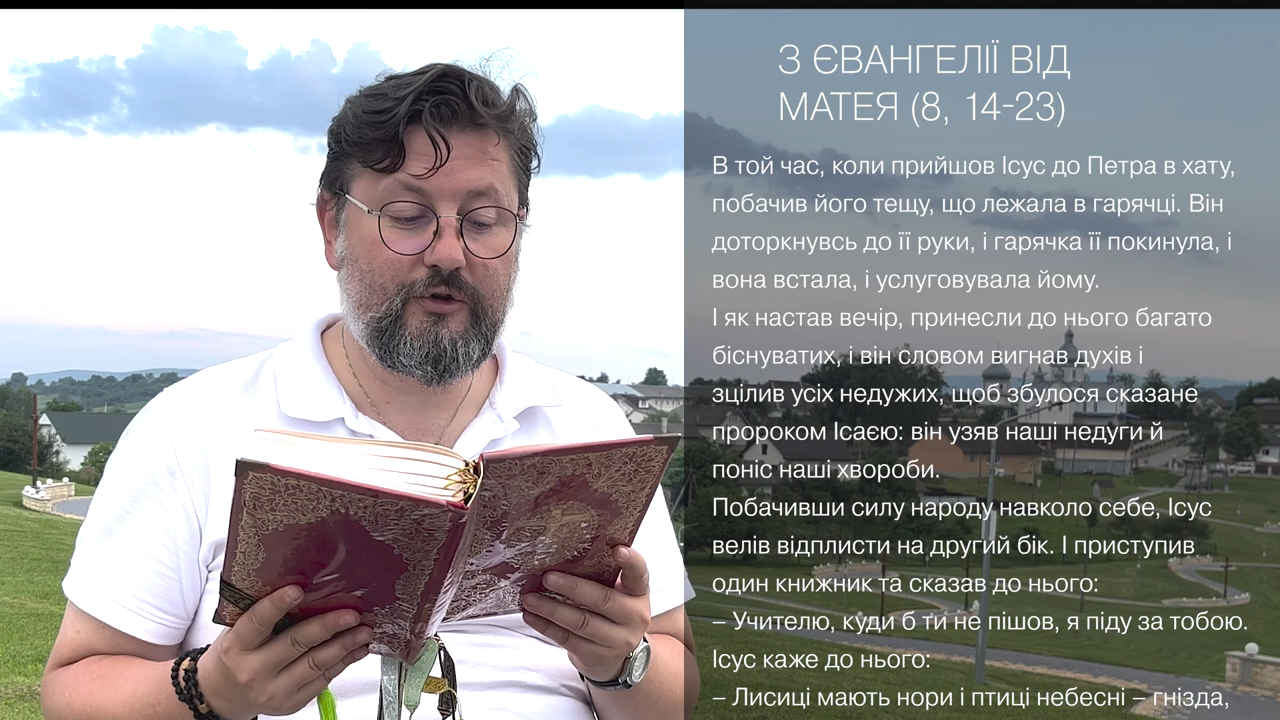 З ЄВАНГЕЛІЇ ВІД
МАТЕЯ (8, 14-23)
В той час, коли прийшов Ісус до Петра в хату,
побачив його тещу, що лежала в гарячці. Він
доторкнувсь до її руки, і гарячка її покинула, і
вона встала, і услуговувала йому.
І як настав вечір, принесли до нього багато
біснуватих, і він словом вигнав духів і
зцілив усіх недужих, щоб збулося сказане
пророком Ісаєю: він узяв наші недуги й
поніс наші хвороби.
Побачивши силу народу навколо себе, Ісус
велів відплисти на другий бік. І приступив
один книжник та сказав до нього:
– Учителю, куди б ти не пішов, я піду за тобою.
Ісус каже до нього:
– Лисиці мають нори і птиці небесні – гнізда,